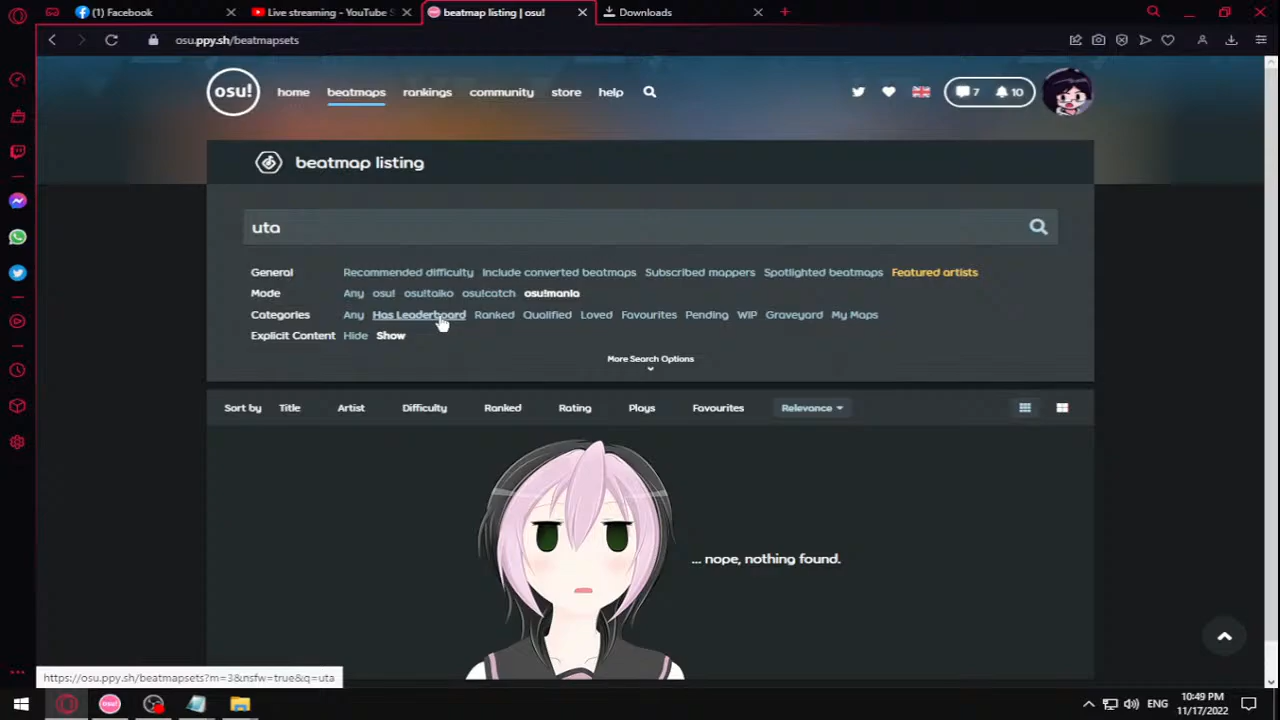 Facebook
Live streaming - YouTube S
beatmap listing | osu!
Downloads
osu.ppy.sh/beatmapsets
osu!
home
beatmaps
rankings
community
store
help
7
10
beatmap listing
uta
General
Recommended difficulty
Include converted beatmaps
Subscribed mappers
Spotlighted beatmaps
Featured artists
Mode
Any
osu!
osu!taiko
osu!catch
osu!mania
Categories
Any
Has Leaderboard
Ranked
Qualified
Loved
Favourites
Pending
WIP
Graveyard
My Maps
Explicit Content
Hide
Show
More Search Options
Sort by
Title
Artist
Difficulty
Ranked
Rating
Plays
Favourites
Relevance
... nope, nothing found.
https://osu.ppy.sh/beatmapsets?m=3&nsfw=true&q=uta
osu!
ENG
10:49 PM
11/17/2022